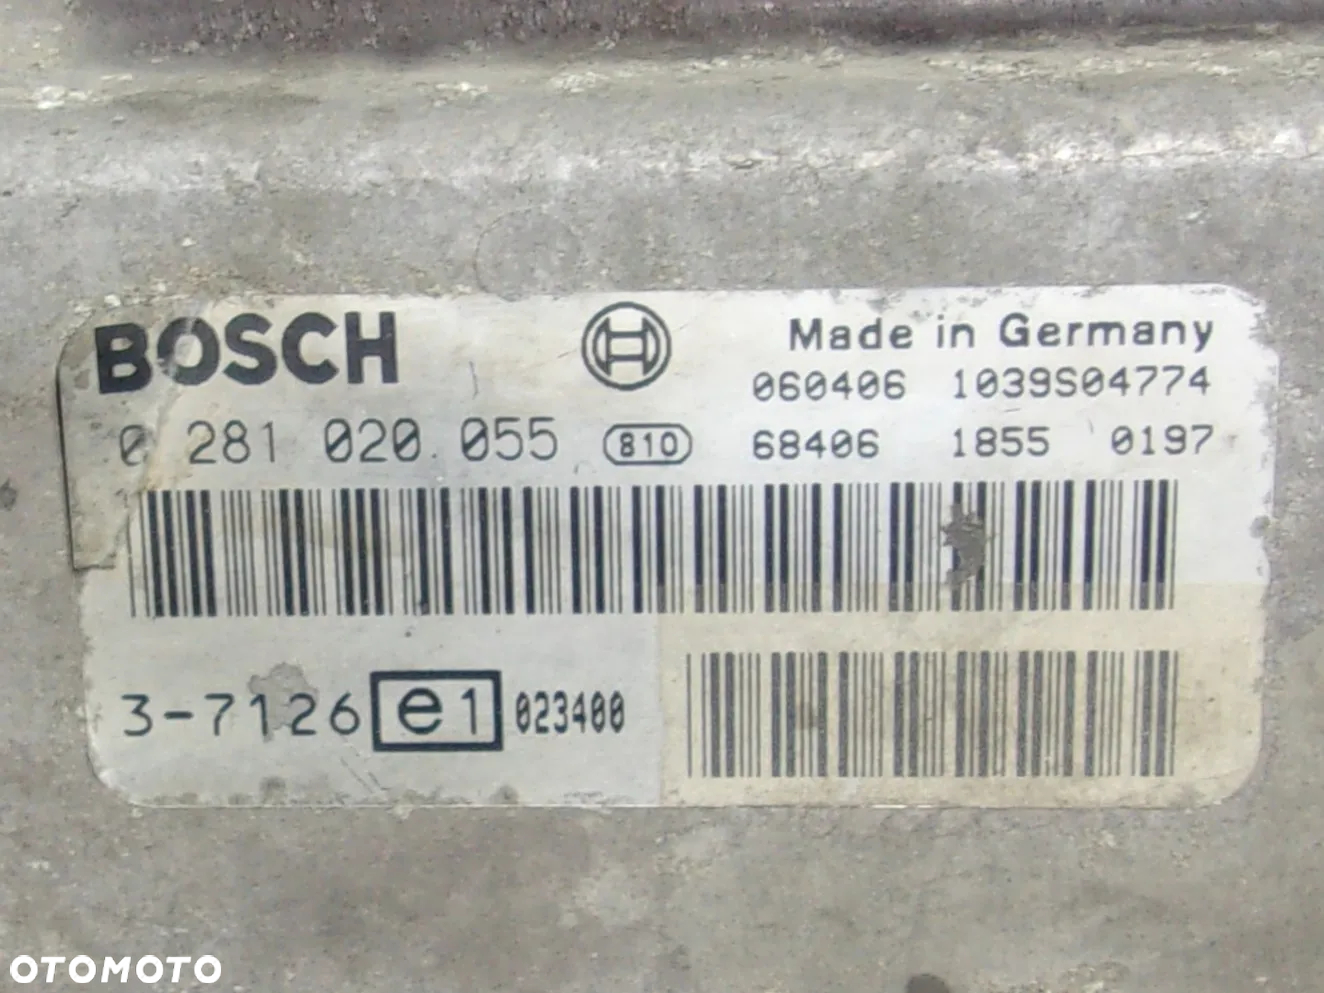 BOSCH
Made in Germany
060406 1039S04774
0 281 020 055 810 68406 1855 0197
3-7126 e1 023400
OTOMOTO